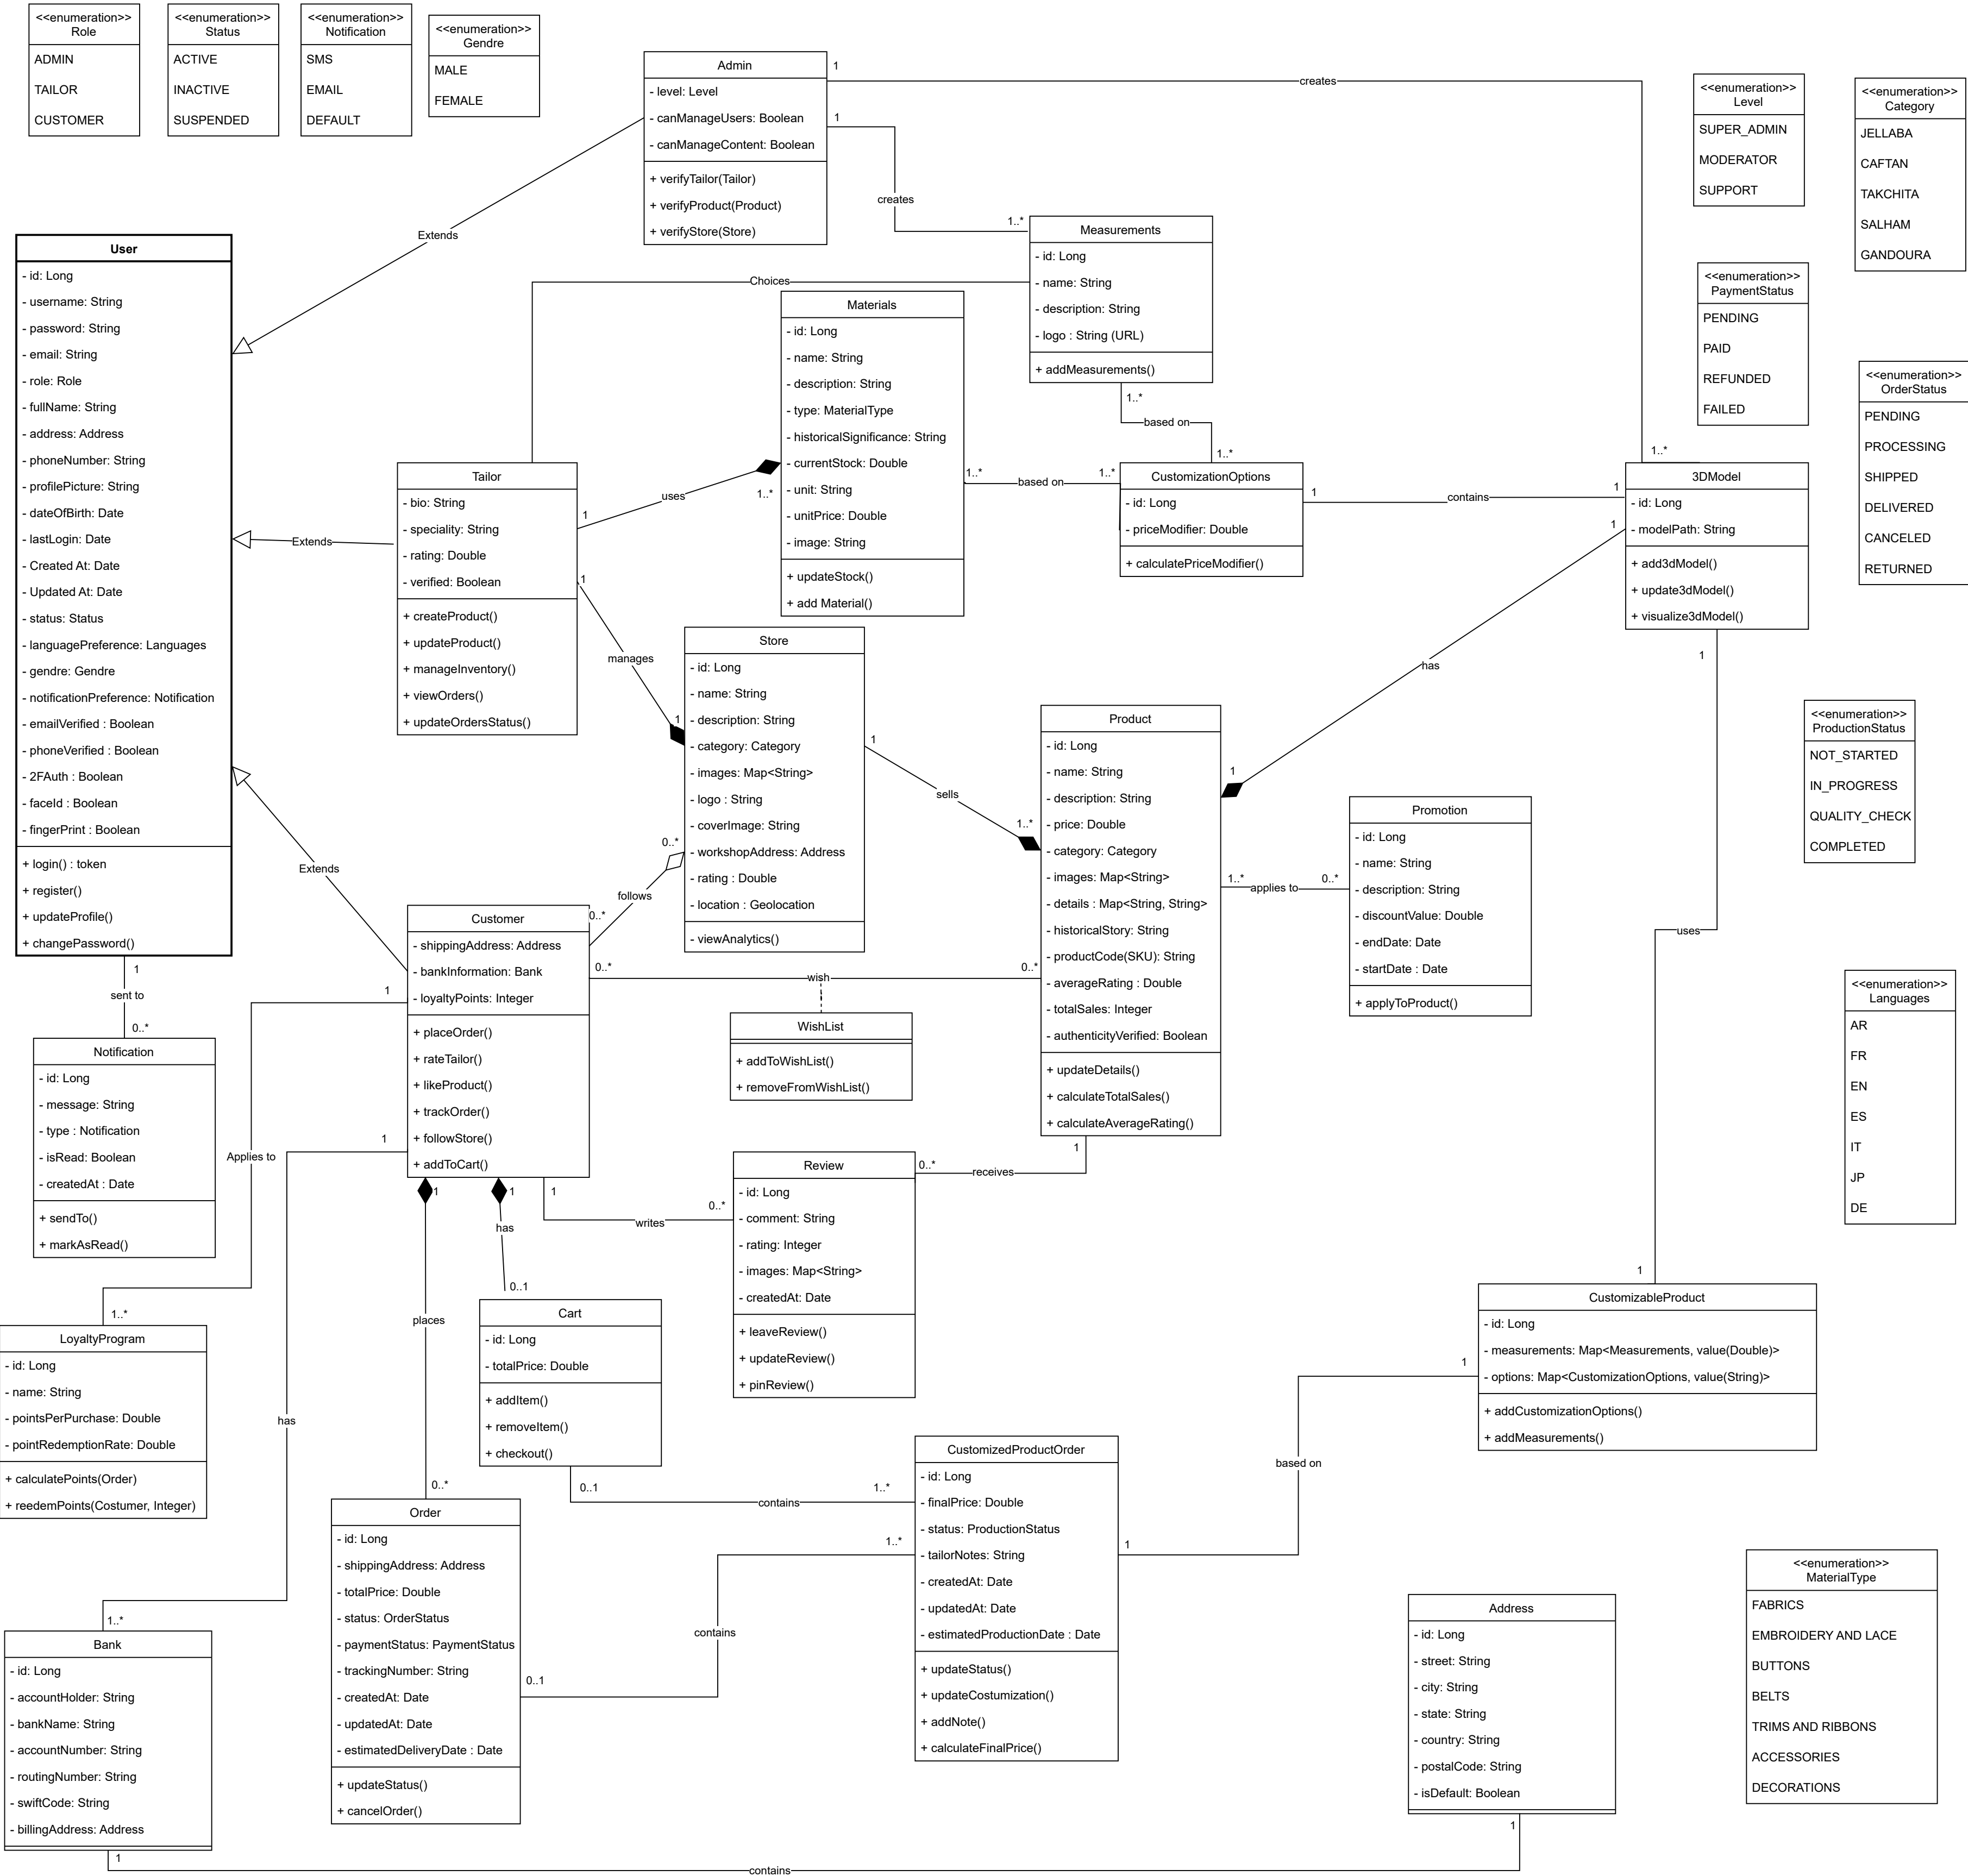 <<enumeration>>
Role
ADMIN
TAILOR
CUSTOMER
<<enumeration>>
Status
ACTIVE
INACTIVE
SUSPENDED
<<enumeration>>
Notification
SMS
EMAIL
DEFAULT
<<enumeration>>
Gendre
MALE
FEMALE
Admin
- level: Level
- canManageUsers: Boolean
- canManageContent: Boolean
+ verifyTailor(Tailor)
+ verifyProduct(Product)
+ verifyStore(Store)
1
creates
1..*
1
creates
1..*
<<enumeration>>
Level
SUPER_ADMIN
MODERATOR
SUPPORT
<<enumeration>>
Category
JELLABA
CAFTAN
TAKCHITA
SALHAM
GANDOURA
<<enumeration>>
PaymentStatus
PENDING
PAID
REFUNDED
FAILED
<<enumeration>>
OrderStatus
PENDING
PROCESSING
SHIPPED
DELIVERED
CANCELED
RETURNED
Extends
User
- id: Long
- username: String
- password: String
- email: String
- role: Role
- fullName: String
- address: Address
- phoneNumber: String
- profilePicture: String
- dateOfBirth: Date
- lastLogin: Date
- Created At: Date
- Updated At: Date
- status: Status
- languagePreference: Languages
- gendre: Gendre
- notificationPreference: Notification
- emailVerified : Boolean
- phoneVerified : Boolean
- 2FAuth : Boolean
- faceId : Boolean
- fingerPrint : Boolean
+ login() : token
+ register()
+ updateProfile()
+ changePassword()
Measurements
- id: Long
- name: String
- description: String
- logo : String (URL)
+ addMeasurements()
Choices
1..*
based on
1..*
Materials
- id: Long
- name: String
- description: String
- type: MaterialType
- historicalSignificance: String
- currentStock: Double
- unit: String
- unitPrice: Double
- image: String
+ updateStock()
+ add Material()
1..*
based on
1..*
CustomizationOptions
- id: Long
- priceModifier: Double
+ calculatePriceModifier()
1
contains
1
3DModel
- id: Long
- modelPath: String
+ add3dModel()
+ update3dModel()
+ visualize3dModel()
Extends
Tailor
- bio: String
- speciality: String
- rating: Double
- verified: Boolean
+ createProduct()
+ updateProduct()
+ manageInventory()
+ viewOrders()
+ updateOrdersStatus()
1
uses
1..*
1
manages
1
Store
- id: Long
- name: String
- description: String
- category: Category
- images: Map<String>
- logo : String
- coverImage: String
- workshopAddress: Address
- rating : Double
- location : Geolocation
- viewAnalytics()
1
sells
1..*
Product
- id: Long
- name: String
- description: String
- price: Double
- category: Category
- images: Map<String>
- details : Map<String, String>
- historicalStory: String
- productCode(SKU): String
- averageRating : Double
- totalSales: Integer
- authenticityVerified: Boolean
+ updateDetails()
+ calculateTotalSales()
+ calculateAverageRating()
1
has
1
1..*
applies to
0..*
Promotion
- id: Long
- name: String
- description: String
- discountValue: Double
- endDate: Date
- startDate : Date
+ applyToProduct()
<<enumeration>>
ProductionStatus
NOT_STARTED
IN_PROGRESS
QUALITY_CHECK
COMPLETED
<<enumeration>>
Languages
AR
FR
EN
ES
IT
JP
DE
1
uses
1
Extends
Customer
- shippingAddress: Address
- bankInformation: Bank
- loyaltyPoints: Integer
+ placeOrder()
+ rateTailor()
+ likeProduct()
+ trackOrder()
+ followStore()
+ addToCart()
0..*
follows
0..*
0..*
wish
0..*
WishList
+ addToWishList()
+ removeFromWishList()
1
sent to
0..*
Notification
- id: Long
- message: String
- type : Notification
- isRead: Boolean
- createdAt : Date
+ sendTo()
+ markAsRead()
1
Applies to
1..*
LoyaltyProgram
- id: Long
- name: String
- pointsPerPurchase: Double
- pointRedemptionRate: Double
+ calculatePoints(Order)
+ reedemPoints(Costumer, Integer)
1
has
1..*
Bank
- id: Long
- accountHolder: String
- bankName: String
- accountNumber: String
- routingNumber: String
- swiftCode: String
- billingAddress: Address
1
places
0..*
1
has
0..1
1
writes
0..*
Review
- id: Long
- comment: String
- rating: Integer
- images: Map<String>
- createdAt: Date
+ leaveReview()
+ updateReview()
+ pinReview()
0..*
receives
1
Cart
- id: Long
- totalPrice: Double
+ addItem()
+ removeItem()
+ checkout()
0..1
contains
1..*
Order
- id: Long
- shippingAddress: Address
- totalPrice: Double
- status: OrderStatus
- paymentStatus: PaymentStatus
- trackingNumber: String
- createdAt: Date
- updatedAt: Date
- estimatedDeliveryDate : Date
+ updateStatus()
+ cancelOrder()
0..1
contains
1..*
CustomizedProductOrder
- id: Long
- finalPrice: Double
- status: ProductionStatus
- tailorNotes: String
- createdAt: Date
- updatedAt: Date
- estimatedProductionDate : Date
+ updateStatus()
+ updateCostumization()
+ addNote()
+ calculateFinalPrice()
1
based on
1
CustomizableProduct
- id: Long
- measurements: Map<Measurements, value(Double)>
- options: Map<CustomizationOptions, value(String)>
+ addCustomizationOptions()
+ addMeasurements()
Address
- id: Long
- street: String
- city: String
- state: String
- country: String
- postalCode: String
- isDefault: Boolean
<<enumeration>>
MaterialType
FABRICS
EMBROIDERY AND LACE
BUTTONS
BELTS
TRIMS AND RIBBONS
ACCESSORIES
DECORATIONS
1
contains
1